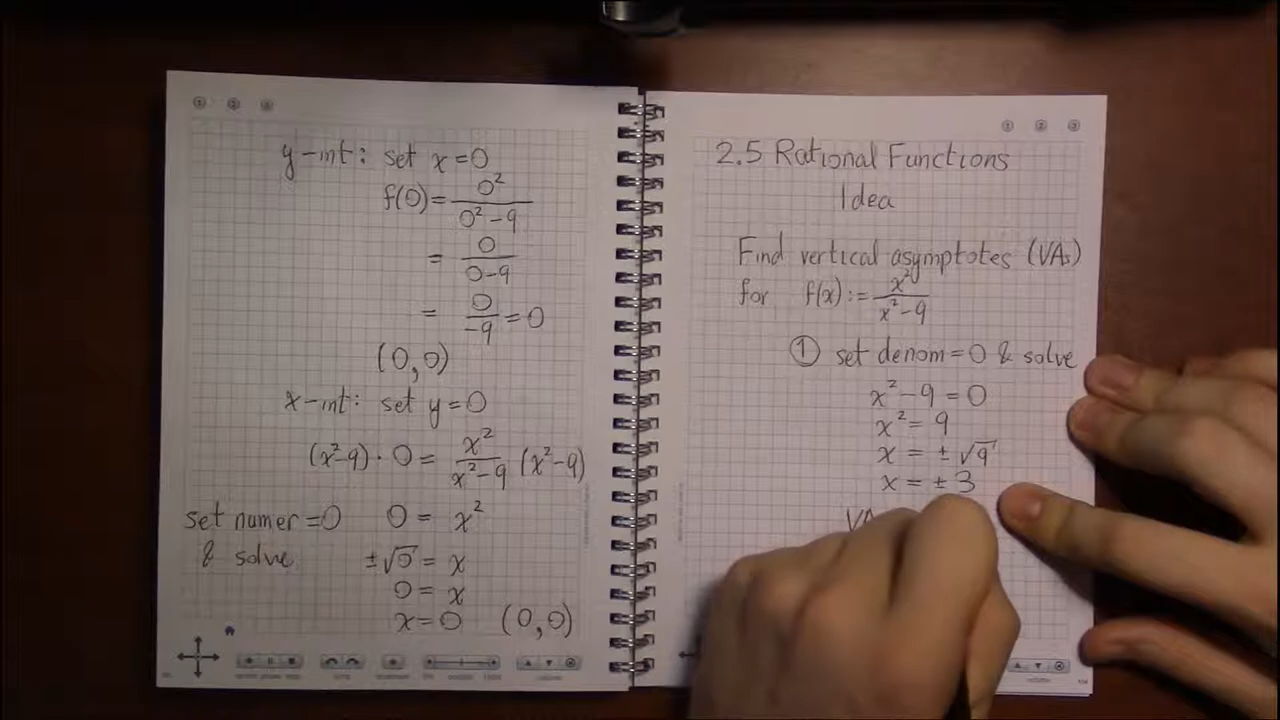 y-int: set x=0
f(0)= 0²/(0²-9)
= 0/(0-9)
= 0/-9 = 0
(0,0)
x-int: set y=0
(x²-9)· 0 = x²/(x²-9) (x²-9)
set numer=0 0 = x²
& solve ±√0 = x
0 = x
x=0 (0,0)
2.5 Rational Functions
Idea
Find vertical asymptotes (VAs)
for f(x):= x²/(x²-9)
① set denom=0 & solve
x²-9=0
x²=9
x = ±√9
x = ±3
VA